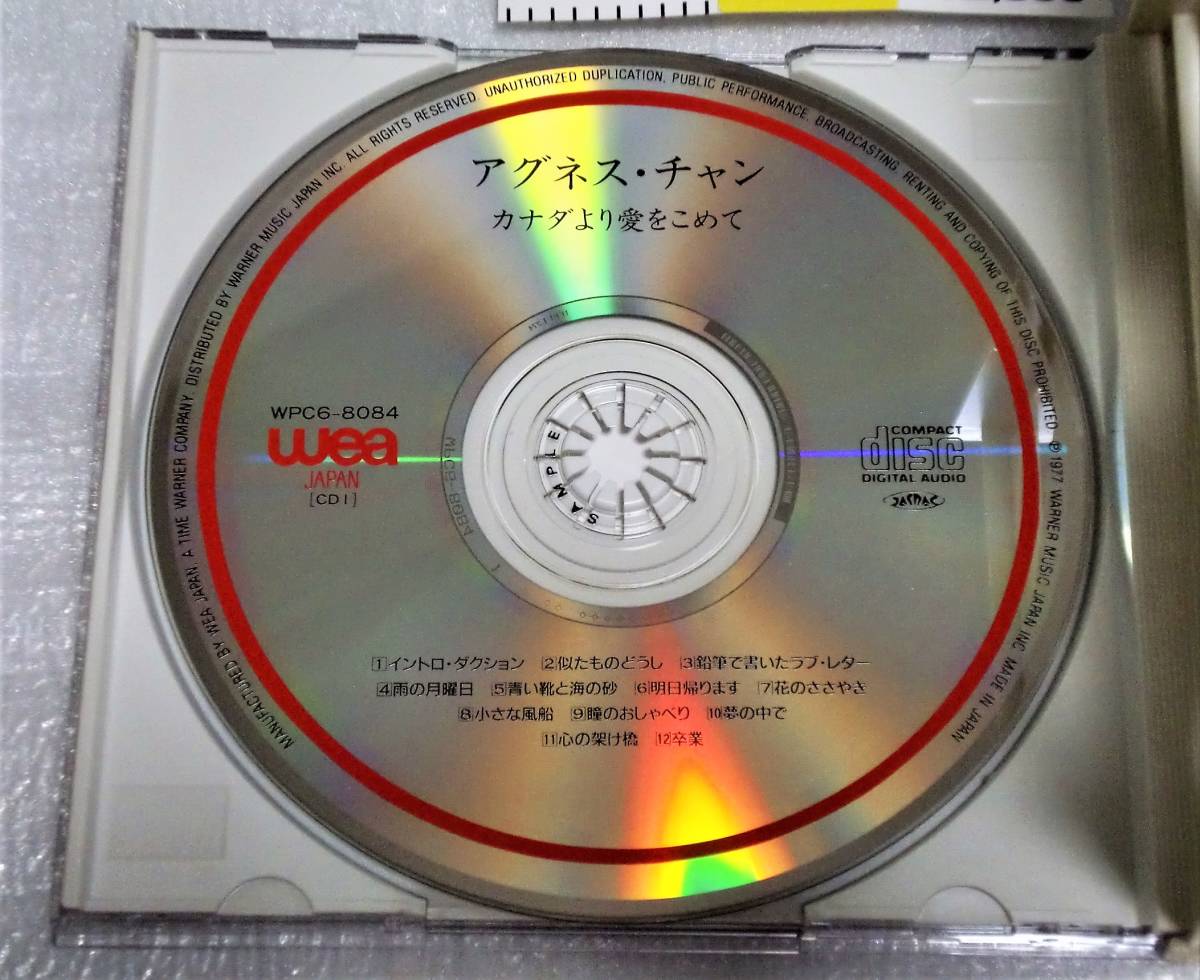 MANUFACTURED BY WEA JAPAN, A TIME WARNER COMPANY. DISTRIBUTED BY WARNER MUSIC JAPAN INC. ALL RIGHTS RESERVED. UNAUTHORIZED DUPLICATION, PUBLIC PERFORMANCE, BROADCASTING, RENTING AND COPYING OF THIS DISC PROHIBITED ℗1977 WARNER MUSIC JAPAN INC. MADE IN JAPAN
アグネス・チャン
カナダより愛をこめて
WPC6-8084
wea
JAPAN
[CD1]
COMPACT
disc
DIGITAL AUDIO
JASRAC
SAMPLE
WPC6-8084
1
1イントロ・ダクション 2似たものどうし 3鉛筆で書いたラブ・レター
4雨の月曜日 5青い靴と海の砂 6明日帰ります 7花のささやき
8小さな風船 9瞳のおしゃべり 10夢の中で
11心の架け橋 12卒業